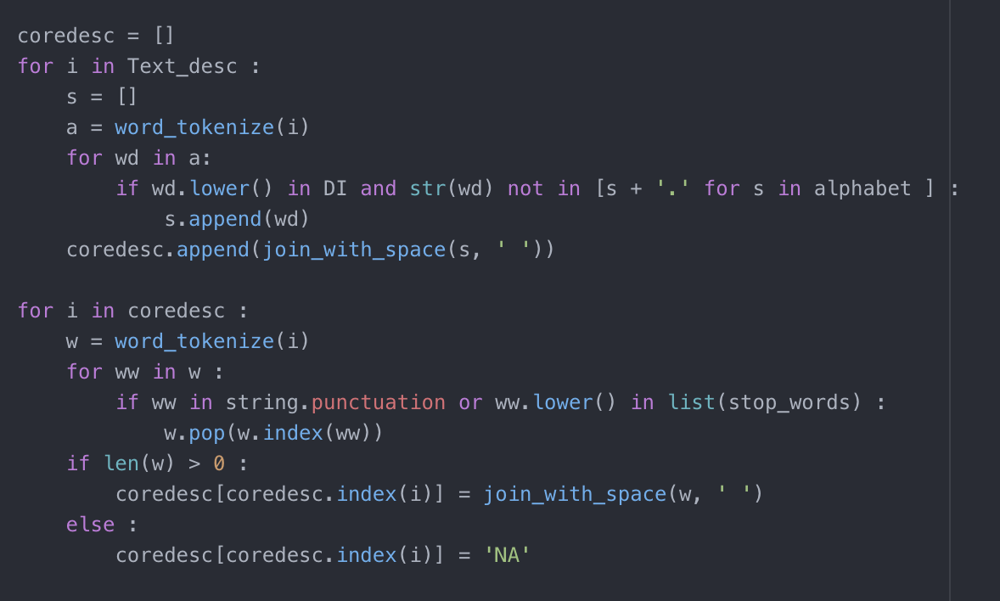 coredesc = []
for i in Text_desc :
    s = []
    a = word_tokenize(i)
    for wd in a:
        if wd.lower() in DI and str(wd) not in [s + '.' for s in alphabet ] :
            s.append(wd)
    coredesc.append(join_with_space(s, ' '))

for i in coredesc :
    w = word_tokenize(i)
    for ww in w :
        if ww in string.punctuation or ww.lower() in list(stop_words) :
            w.pop(w.index(ww))
    if len(w) > 0 :
        coredesc[coredesc.index(i)] = join_with_space(w, ' ')
    else :
        coredesc[coredesc.index(i)] = 'NA'